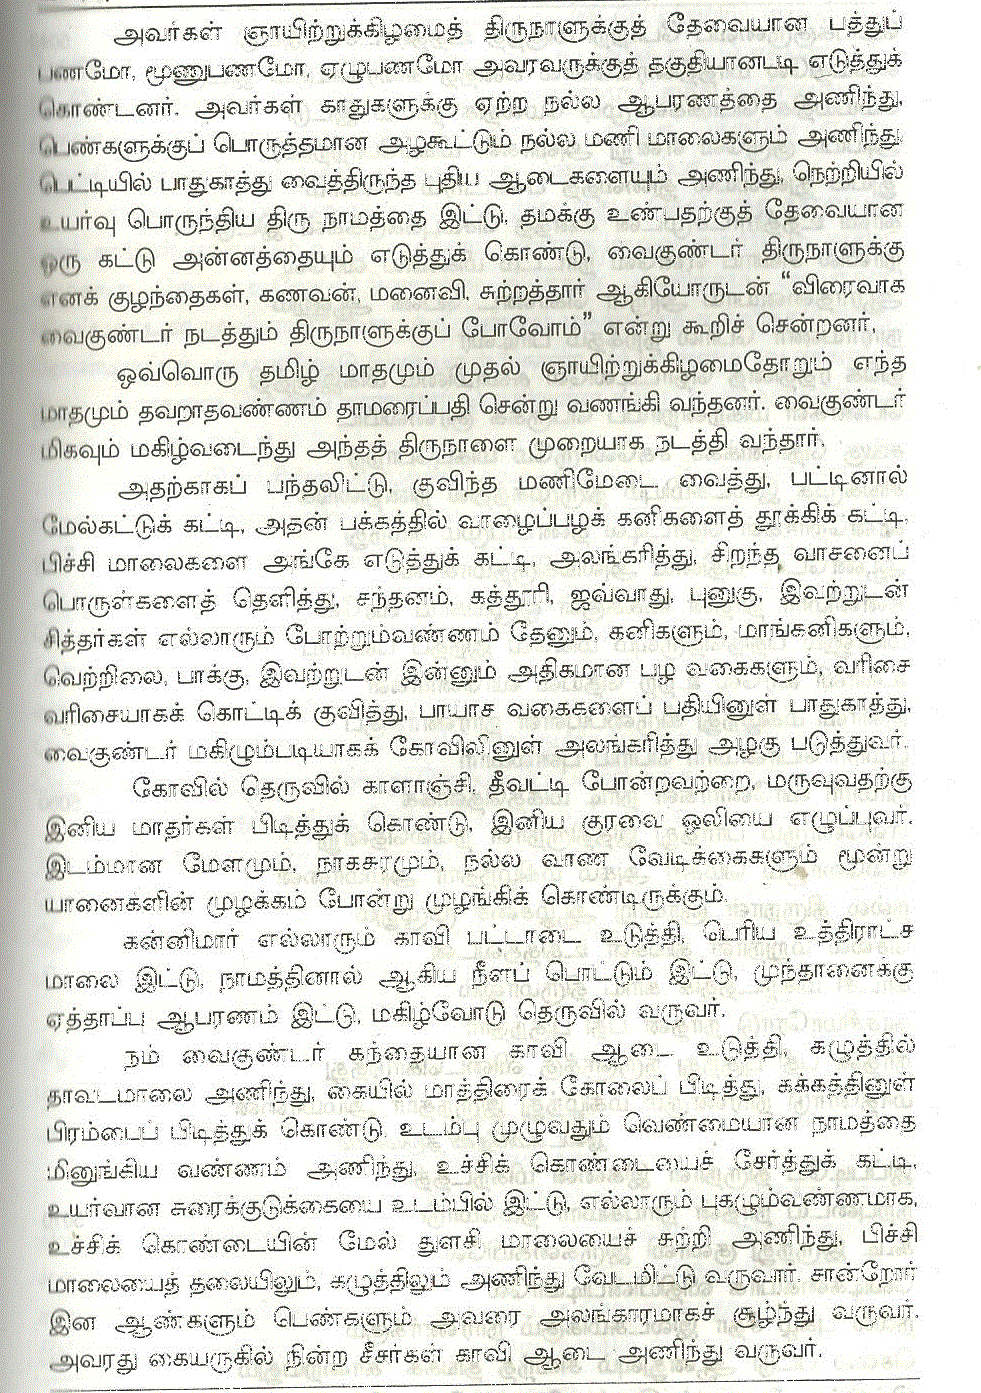 அவர்கள் ஞாயிற்றுக்கிழமைத் திருநாளுக்குத் தேவையான பத்துப்
பணமோ, மூணுபணமோ, ஏழுபணமோ அவரவருக்குத் தகுதியானபடி எடுத்துக்
கொண்டனர். அவர்கள் காதுகளுக்கு ஏற்ற நல்ல ஆபரணத்தை அணிந்து,
பெண்களுக்குப் பொருத்தமான அழகூட்டும் நல்ல மணி மாலைகளும் அணிந்து,
பெட்டியில் பாதுகாத்து வைத்திருந்த புதிய ஆடைகளையும் அணிந்து, நெற்றியில்
உயர்வு பொருந்திய திரு நாமத்தை இட்டு, தமக்கு உண்பதற்குத் தேவையான
ஒரு கட்டு அன்னத்தையும் எடுத்துக் கொண்டு, வைகுண்டர் திருநாளுக்கு
எனக் குழந்தைகள், கணவன், மனைவி, சுற்றத்தார் ஆகியோருடன் “விரைவாக
வைகுண்டர் நடத்தும் திருநாளுக்குப் போவோம்” என்று கூறிச் சென்றனர்.
ஒவ்வொரு தமிழ் மாதமும் முதல் ஞாயிற்றுக்கிழமைதோறும் எந்த
மாதமும் தவறாதவண்ணம் தாமரைப்பதி சென்று வணங்கி வந்தனர். வைகுண்டர்
மிகவும் மகிழ்வடைந்து அந்தத் திருநாளை முறையாக நடத்தி வந்தார்.
அதற்காகப் பந்தலிட்டு, குவிந்த மணிமேடை வைத்து, பட்டினால்
மேல்கட்டுக் கட்டி, அதன் பக்கத்தில் வாழைப்பழக் கனிகளைத் தூக்கிக் கட்டி,
பிச்சி மாலைகளை அங்கே எடுத்துக் கட்டி, அலங்கரித்து, சிறந்த வாசனைப்
பொருள்களைத் தெளித்து, சந்தனம், கத்தூரி, ஜவ்வாது, புனுகு, இவற்றுடன்
சித்தர்கள் எல்லாரும் போற்றும்வண்ணம் தேனும், கனிகளும், மாங்கனிகளும்,
வெற்றிலை, பாக்கு, இவற்றுடன் இன்னும் அதிகமான பழ வகைகளும், வரிசை
வரிசையாகக் கொட்டிக் குவித்து, பாயாச வகைகளைப் பதியினுள் பாதுகாத்து,
வைகுண்டர் மகிழும்படியாகக் கோவிலினுள் அலங்கரித்து அழகு படுத்துவர்.
கோவில் தெருவில் காளாஞ்சி, தீவட்டி போன்றவற்றை, மருவுவதற்கு
இனிய மாதர்கள் பிடித்துக் கொண்டு, இனிய குரவை ஒலியை எழுப்புவர்.
இடம்மான மேளமும், நாகசுரமும், நல்ல வாண வேடிக்கைகளும் மூன்று
யானைகளின் முழக்கம் போன்று முழங்கிக் கொண்டிருக்கும்.
கன்னிமார் எல்லாரும் காவி பட்டாடை உடுத்தி, பெரிய உத்திராட்ச
மாலை இட்டு, நாமத்தினால் ஆகிய நீளப் பொட்டும் இட்டு, முந்தானைக்கு
ஏத்தாப்பு ஆபரணம் இட்டு, மகிழ்வோடு தெருவில் வருவர்.
நம் வைகுண்டர் கந்தையான காவி ஆடை உடுத்தி, கழுத்தில்
தாவடமாலை அணிந்து, கையில் மாத்திரைக் கோலைப் பிடித்து, கக்கத்தினுள்
பிரம்பைப் பிடித்துக் கொண்டு, உடம்பு முழுவதும் வெண்மையான நாமத்தை
மினுங்கிய வண்ணம் அணிந்து, உச்சிக் கொண்டையைச் சேர்த்துக் கட்டி,
உயர்வான சுரைக்குடுக்கையை உடம்பில் இட்டு, எல்லாரும் புகழும்வண்ணமாக,
உச்சிக் கொண்டையின் மேல் துளசி மாலையைச் சுற்றி அணிந்து, பிச்சி
மாலையைத் தலையிலும், கழுத்திலும் அணிந்து வேடமிட்டு வருவார். சான்றோர்
இன ஆண்களும் பெண்களும் அவரை அலங்காரமாகச் சூழ்ந்து வருவர்.
அவரது கையருகில் நின்ற சீசர்கள் காவி ஆடை அணிந்து வருவர்.